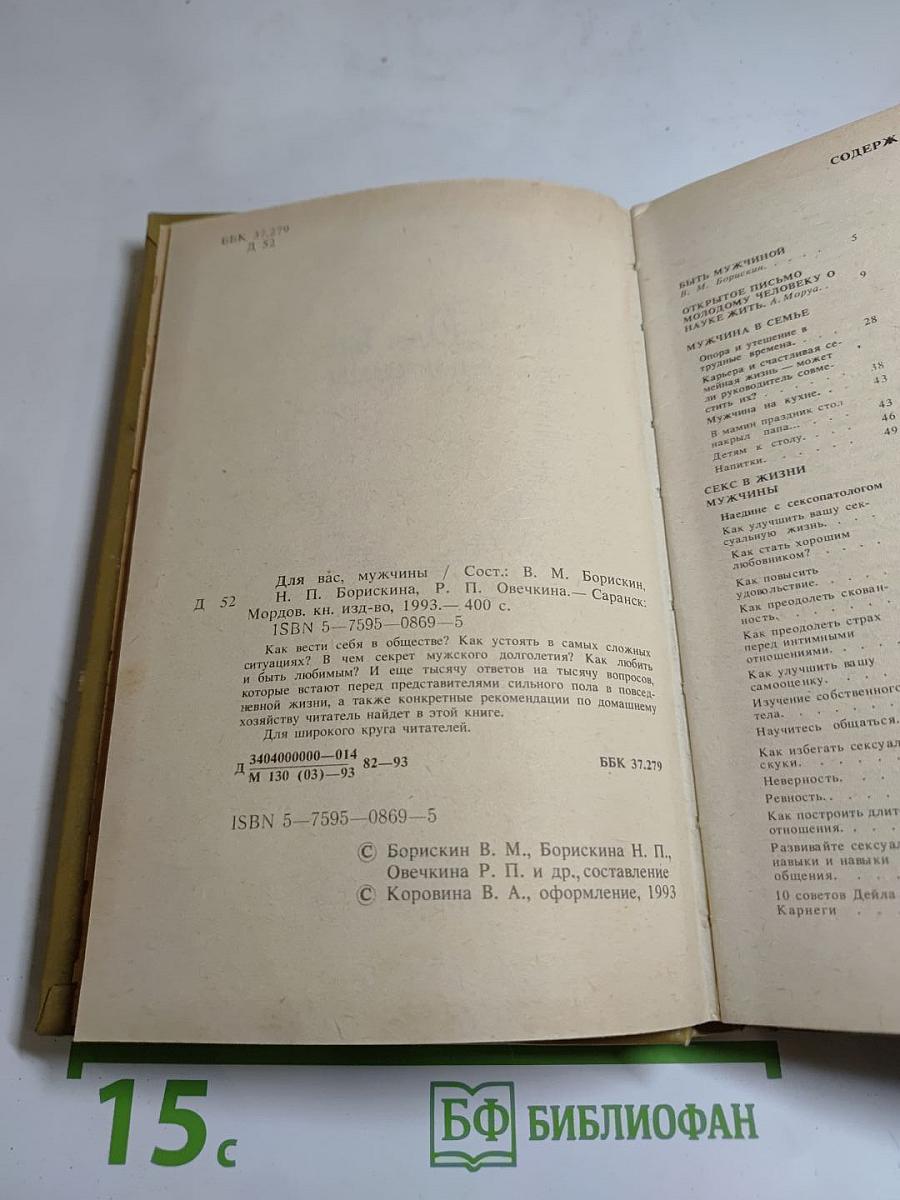 ББК 37.279
Д 52
Д 52
Для вас, мужчины / Сост.: В. М. Борискин,
Н. П. Борискина, Р. П. Овечкина.— Саранск:
Мордов. кн. изд-во, 1993.— 400 с.
ISBN 5—7595—0869—5
Как вести себя в обществе? Как устоять в самых сложных
ситуациях? В чем секрет мужского долголетия? Как любить
и быть любимым? И еще тысячу ответов на тысячу вопросов,
которые встают перед представителями сильного пола в повсед-
невной жизни, а также конкретные рекомендации по домашнему
хозяйству читатель найдет в этой книге.
Для широкого круга читателей.
Д 3404000000—014
М 130 (03)—93 82—93
ББК 37.279
ISBN 5—7595—0869—5
© Борискин В. М., Борискина Н. П.,
Овечкина Р. П. и др., составление
© Коровина В. А., оформление, 1993
СОДЕРЖ
БЫТЬ МУЖЧИНОЙ
В. М. Борискин. . . . . 5
ОТКРЫТОЕ ПИСЬМО
МОЛОДОМУ ЧЕЛОВЕКУ О
НАУКЕ ЖИТЬ. А. Моруа. . 9
МУЖЧИНА В СЕМЬЕ
Опора и утешение в
трудные времена. . . . 28
Карьера и счастливая се-
мейная жизнь — может
ли руководитель совме-
стить их? . . . . . . 38
Мужчина на кухне. . . . 43
В мамин праздник стол
накрыл папа... . . . 43
Детям к столу. . . . . 46
Напитки. . . . . . 49
СЕКС В ЖИЗНИ
МУЖЧИНЫ
Наедине с сексопатологом
Как улучшить вашу сек-
суальную жизнь. . . .
Как стать хорошим
любовником? . . . .
Как повысить
удовольствие. . . .
Как преодолеть скован-
ность. . . . .
Как преодолеть страх
перед интимными
отношениями. . . .
Как улучшить вашу
самооценку. . . .
Изучение собственного
тела. . . . .
Научитесь общаться.
Как избегать сексуал
скуки. . . . .
Неверность. . . .
Ревность. . . . .
Как построить длит
отношения. . . .
Развивайте сексуал
навыки и навыки
общения. . . .
10 советов Дейла
Карнеги . . .
15 с
БФ БИБЛИОФАН